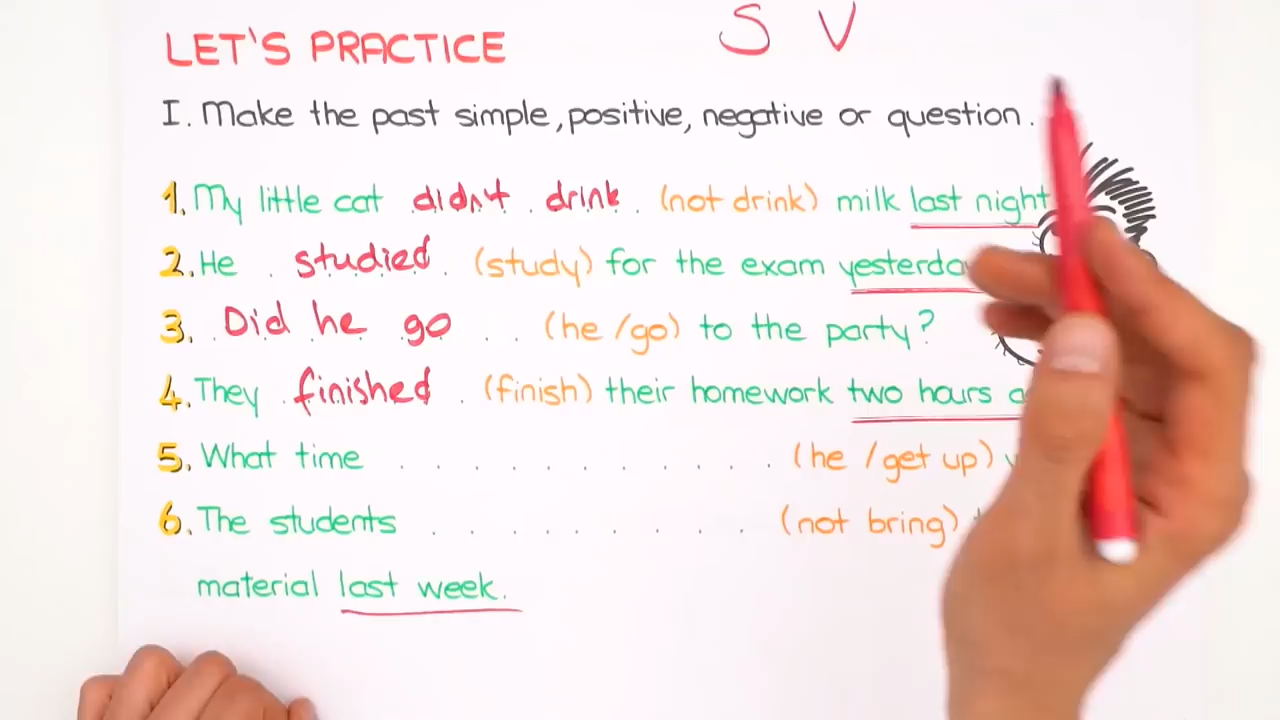 S V
LET'S PRACTICE
I. Make the past simple, positive, negative or question.
1. My little cat didn't drink (not drink) milk last night
2. He studied (study) for the exam
3. Did he go (he /go) to the party?
4. They finished (finish) their homework two hours
5. What time (he /get up)
6. The students (not bring)
material last week.